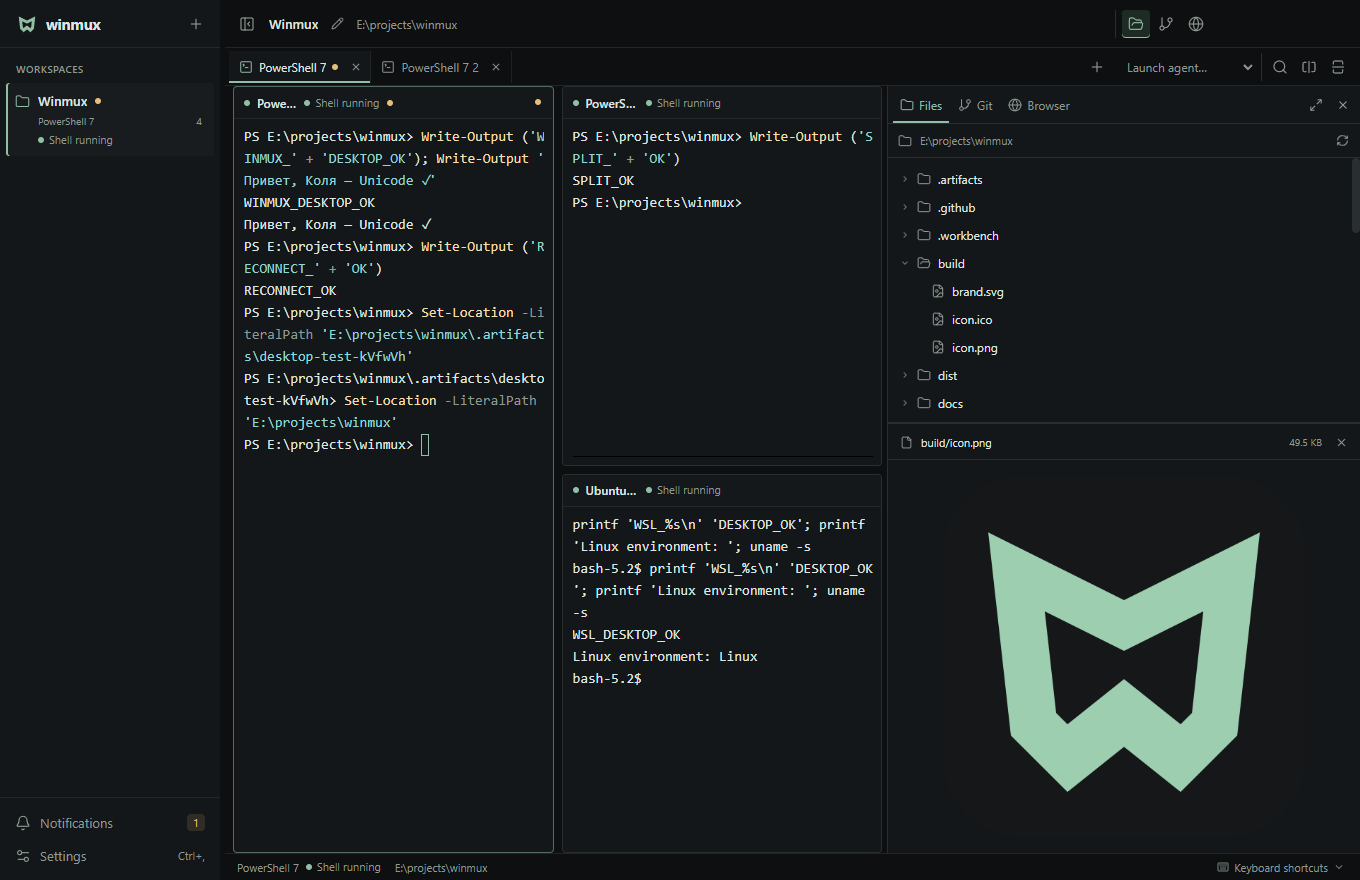 winmux
WORKSPACES
Winmux
PowerShell 7 4
Shell running
Notifications 1
Settings Ctrl+,
Winmux E:\projects\winmux
PowerShell 7
PowerShell 7 2
Launch agent...
Powe... Shell running
PS E:\projects\winmux> Write-Output ('W
INMUX_' + 'DESKTOP_OK'); Write-Output '
Привет, Коля — Unicode ✓'
WINMUX_DESKTOP_OK
Привет, Коля — Unicode ✓
PS E:\projects\winmux> Write-Output ('R
ECONNECT_' + 'OK')
RECONNECT_OK
PS E:\projects\winmux> Set-Location -Li
teralPath 'E:\projects\winmux\.artifact
s\desktop-test-kVfwVh'
PS E:\projects\winmux\.artifacts\deskto
test-kVfwVh> Set-Location -LiteralPath
'E:\projects\winmux'
PS E:\projects\winmux>
PowerS... Shell running
PS E:\projects\winmux> Write-Output ('S
PLIT_' + 'OK')
SPLIT_OK
PS E:\projects\winmux>
Ubuntu... Shell running
printf 'WSL_%s\n' 'DESKTOP_OK'; printf
'Linux environment: '; uname -s
bash-5.2$ printf 'WSL_%s\n' 'DESKTOP_OK
'; printf 'Linux environment: '; uname
-s
WSL_DESKTOP_OK
Linux environment: Linux
bash-5.2$
Files Git Browser
E:\projects\winmux
.artifacts
.github
.workbench
build
brand.svg
icon.ico
icon.png
dist
docs
build/icon.png 49.5 KB
PowerShell 7 Shell running E:\projects\winmux
Keyboard shortcuts